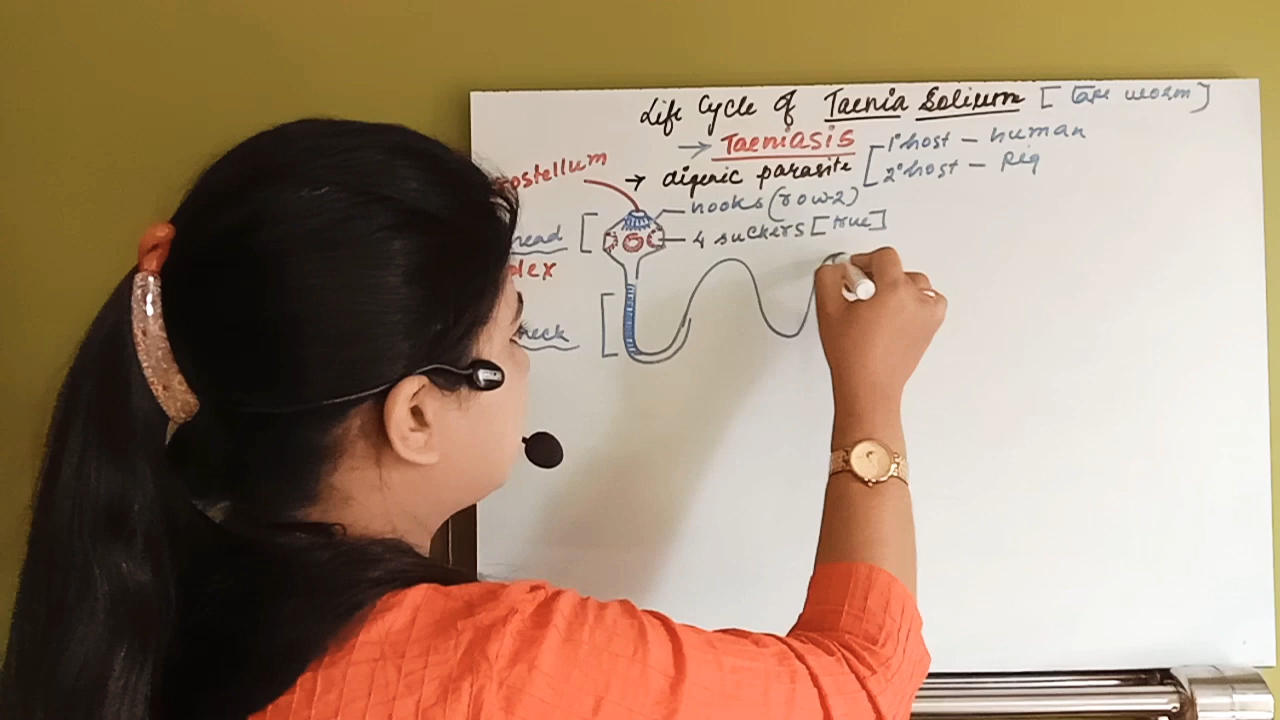 Life Cycle of Taenia Solium [Tape worm]
→ Taeniasis
→ digenic parasite [1° host - human
2° host - Pig
rostellum
hooks (row-2)
4 suckers [true]
head
neck